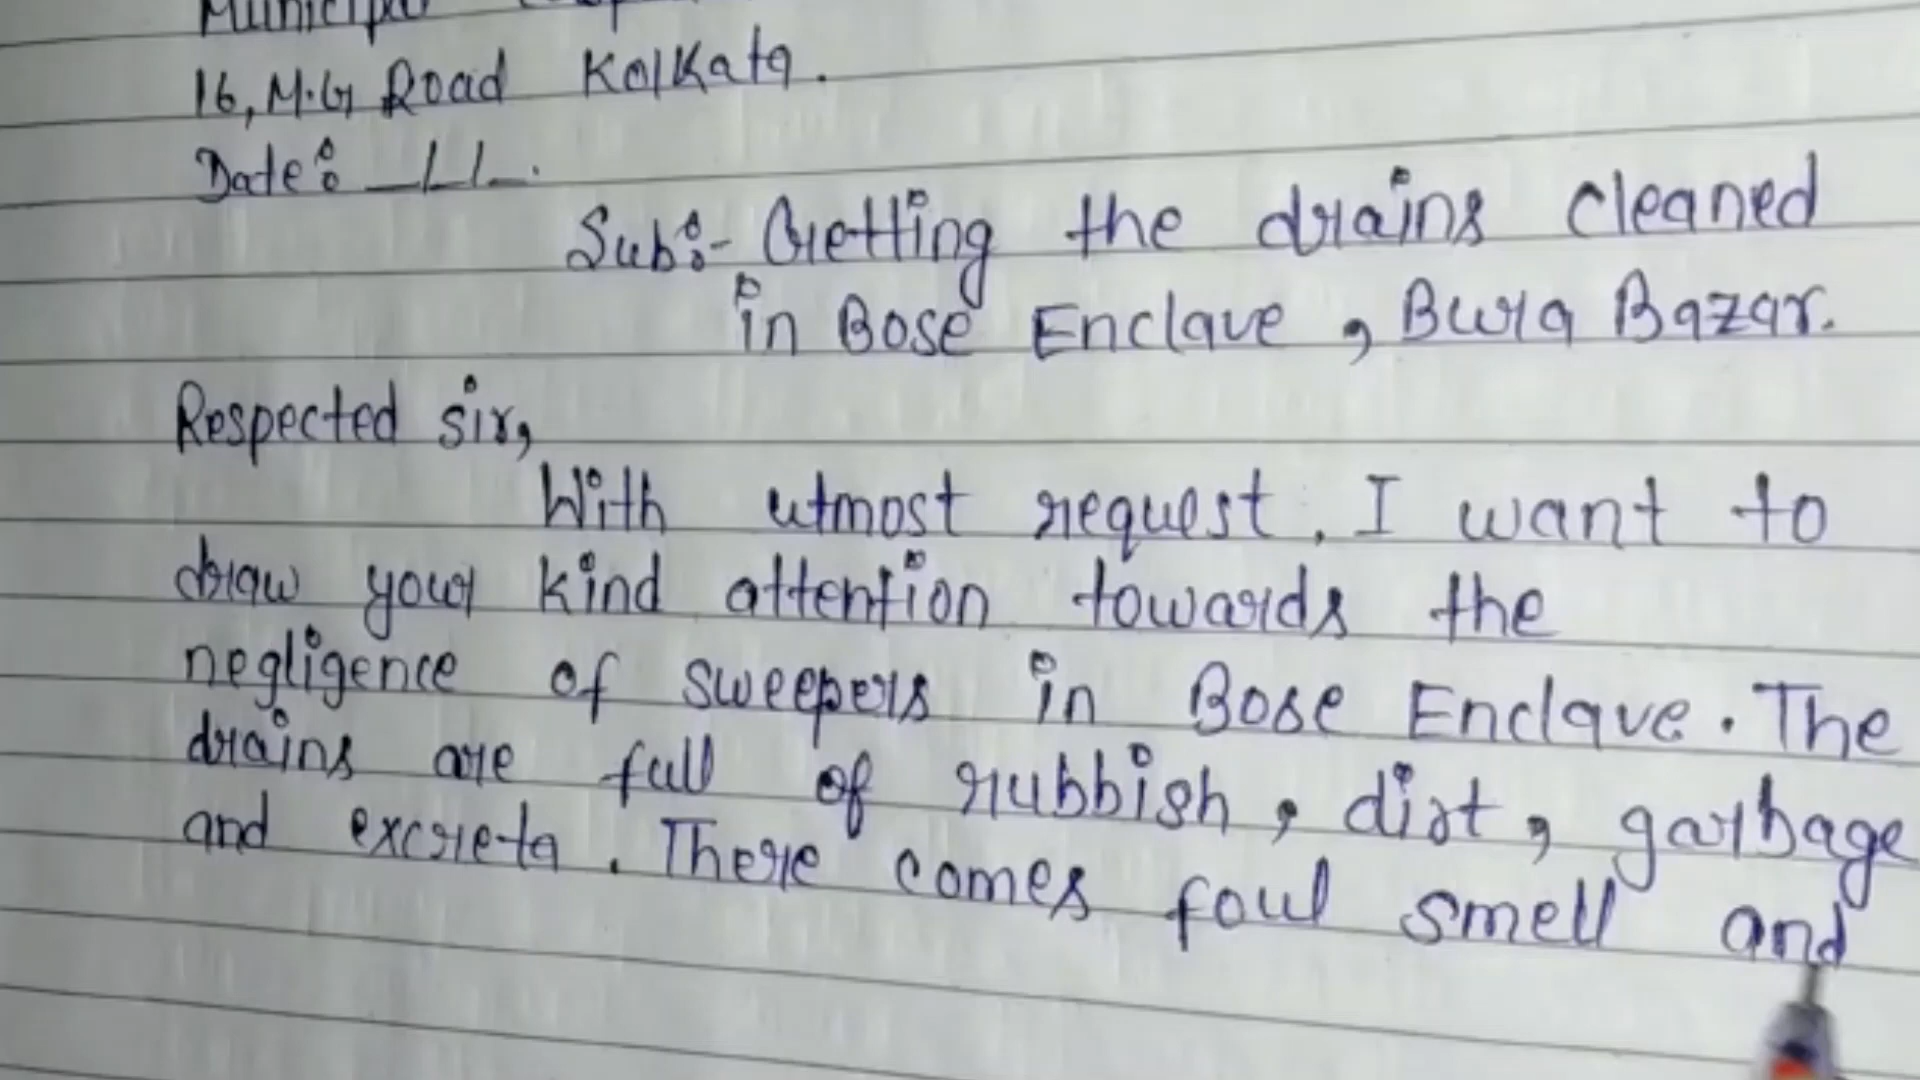 Municipal
16, M.G Road Kolkata.
Date: _/_/_.
Sub:- Getting the drains cleaned
in Bose Enclave, Burra Bazar.
Respected sir,
With utmost request, I want to
draw your kind attention towards the
negligence of sweepers in Bose Enclave. The
drains are full of rubbish, dirt, garbage
and excreta. There comes foul smell and